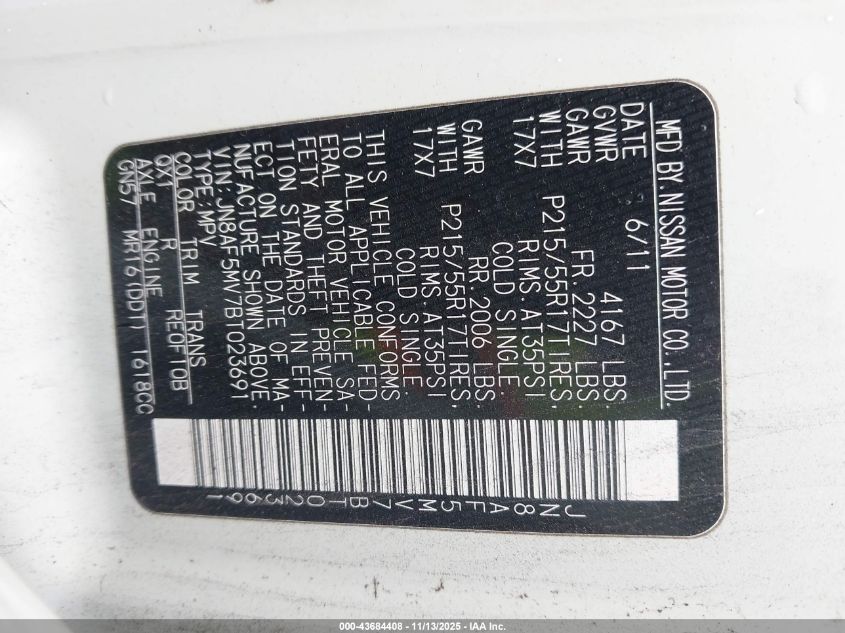 MFD BY.NISSAN MOTOR CO.,LTD.
DATE 6/11
GVWR 4167 LBS.
GAWR FR. 2227 LBS.
WITH P215/55R17TIRES,
17X7 RIMS.AT35PSI
COLD SINGLE.
GAWR RR. 2006 LBS.
WITH P215/55R17TIRES,
17X7 RIMS.AT35PSI
COLD SINGLE.
THIS VEHICLE CONFORMS
TO ALL APPLICABLE FED-
ERAL MOTOR VEHICLE SA-
FETY AND THEFT PREVEN-
TION STANDARDS IN EFF-
ECT ON THE DATE OF MA-
NUFACTURE SHOWN ABOVE.
VIN:JN8AF5MV7BT023691
TYPE:MPV
COLOR TRIM TRANS
QX1 R RE0F10B
AXLE ENGINE
GN57 MR16(DDT) 1618CC
JN8AF5MV7BT023691
000-43684408 - 11/13/2025 - IAA Inc.